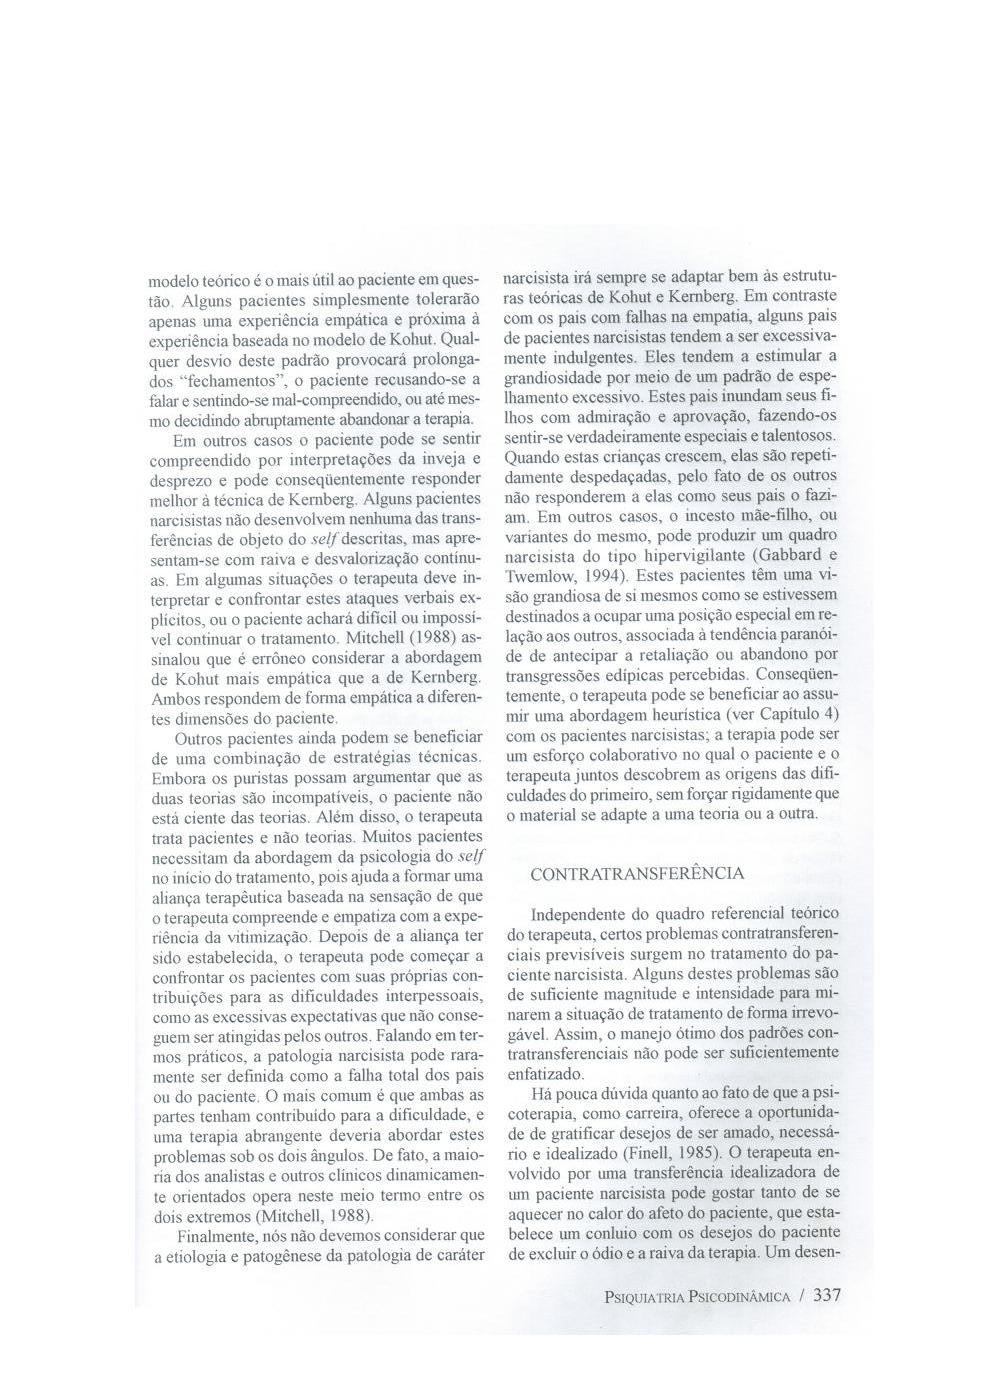 modelo teórico é o mais útil ao paciente em ques-
tão. Alguns pacientes simplesmente tolerarão
apenas uma experiência empática e próxima à
experiência baseada no modelo de Kohut. Qual-
quer desvio deste padrão provocará prolonga-
dos “fechamentos”, o paciente recusando-se a
falar e sentindo-se mal-compreendido, ou até mes-
mo decidindo abruptamente abandonar a terapia.
Em outros casos o paciente pode se sentir
compreendido por interpretações da inveja e
desprezo e pode conseqüentemente responder
melhor à técnica de Kernberg. Alguns pacientes
narcisistas não desenvolvem nenhuma das trans-
ferências de objeto do self descritas, mas apre-
sentam-se com raiva e desvalorização contínu-
as. Em algumas situações o terapeuta deve in-
terpretar e confrontar estes ataques verbais ex-
plícitos, ou o paciente achará difícil ou impossí-
vel continuar o tratamento. Mitchell (1988) as-
sinalou que é errôneo considerar a abordagem
de Kohut mais empática que a de Kernberg.
Ambos respondem de forma empática a diferen-
tes dimensões do paciente.
Outros pacientes ainda podem se beneficiar
de uma combinação de estratégias técnicas.
Embora os puristas possam argumentar que as
duas teorias são incompatíveis, o paciente não
está ciente das teorias. Além disso, o terapeuta
trata pacientes e não teorias. Muitos pacientes
necessitam da abordagem da psicologia do self
no início do tratamento, pois ajuda a formar uma
aliança terapêutica baseada na sensação de que
o terapeuta compreende e empatiza com a expe-
riência da vitimização. Depois de a aliança ter
sido estabelecida, o terapeuta pode começar a
confrontar os pacientes com suas próprias con-
tribuições para as dificuldades interpessoais,
como as excessivas expectativas que não conse-
guem ser atingidas pelos outros. Falando em ter-
mos práticos, a patologia narcisista pode rara-
mente ser definida como a falha total dos pais
ou do paciente. O mais comum é que ambas as
partes tenham contribuído para a dificuldade, e
uma terapia abrangente deveria abordar estes
problemas sob os dois ângulos. De fato, a maio-
ria dos analistas e outros clínicos dinamicamen-
te orientados opera neste meio termo entre os
dois extremos (Mitchell, 1988).
Finalmente, nós não devemos considerar que
a etiologia e patogênese da patologia de caráter
narcisista irá sempre se adaptar bem às estrutu-
ras teóricas de Kohut e Kernberg. Em contraste
com os pais com falhas na empatia, alguns pais
de pacientes narcisistas tendem a ser excessiva-
mente indulgentes. Eles tendem a estimular a
grandiosidade por meio de um padrão de espe-
lhamento excessivo. Estes pais inundam seus fi-
lhos com admiração e aprovação, fazendo-os
sentir-se verdadeiramente especiais e talentosos.
Quando estas crianças crescem, elas são repeti-
damente despedaçadas, pelo fato de os outros
não responderem a elas como seus pais o fazi-
am. Em outros casos, o incesto mãe-filho, ou
variantes do mesmo, pode produzir um quadro
narcisista do tipo hipervigilante (Gabbard e
Twemlow, 1994). Estes pacientes têm uma vi-
são grandiosa de si mesmos como se estivessem
destinados a ocupar uma posição especial em re-
lação aos outros, associada à tendência paranói-
de de antecipar a retaliação ou abandono por
transgressões edípicas percebidas. Conseqüen-
temente, o terapeuta pode se beneficiar ao assu-
mir uma abordagem heurística (ver Capítulo 4)
com os pacientes narcisistas; a terapia pode ser
um esforço colaborativo no qual o paciente e o
terapeuta juntos descobrem as origens das difi-
culdades do primeiro, sem forçar rigidamente que
o material se adapte a uma teoria ou a outra.
CONTRATRANSFERÊNCIA
Independente do quadro referencial teórico
do terapeuta, certos problemas contratransferen-
ciais previsíveis surgem no tratamento do pa-
ciente narcisista. Alguns destes problemas são
de suficiente magnitude e intensidade para mi-
narem a situação de tratamento de forma irrevo-
gável. Assim, o manejo ótimo dos padrões con-
tratransferenciais não pode ser suficientemente
enfatizado.
Há pouca dúvida quanto ao fato de que a psi-
coterapia, como carreira, oferece a oportunida-
de de gratificar desejos de ser amado, necessá-
rio e idealizado (Finell, 1985). O terapeuta en-
volvido por uma transferência idealizadora de
um paciente narcisista pode gostar tanto de se
aquecer no calor do afeto do paciente, que esta-
belece um conluio com os desejos do paciente
de excluir o ódio e a raiva da terapia. Um desen-
PSIQUIATRIA PSICODINÂMICA / 337